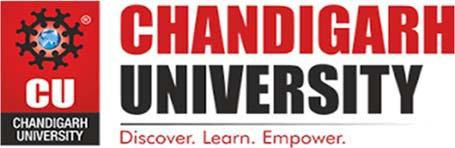 ®
CU
CHANDIGARH
UNIVERSITY
CHANDIGARH
UNIVERSITY
Discover. Learn. Empower.